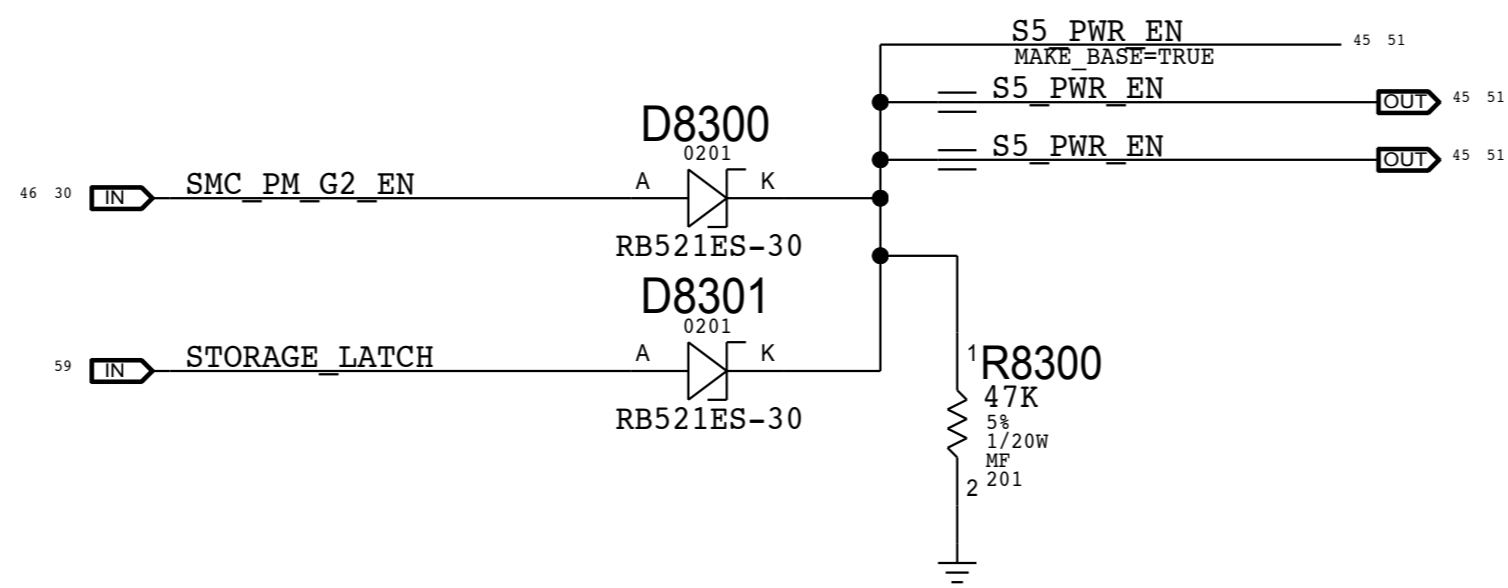 S5_PWR_EN
45 51
MAKE_BASE=TRUE
S5_PWR_EN
OUT
45 51
D8300
0201
S5_PWR_EN
OUT
45 51
46 30
IN
SMC_PM_G2_EN
A
K
RB521ES-30
D8301
0201
59
IN
STORAGE_LATCH
A
K
RB521ES-30
1
R8300
47K
5%
1/20W
MF
201
2